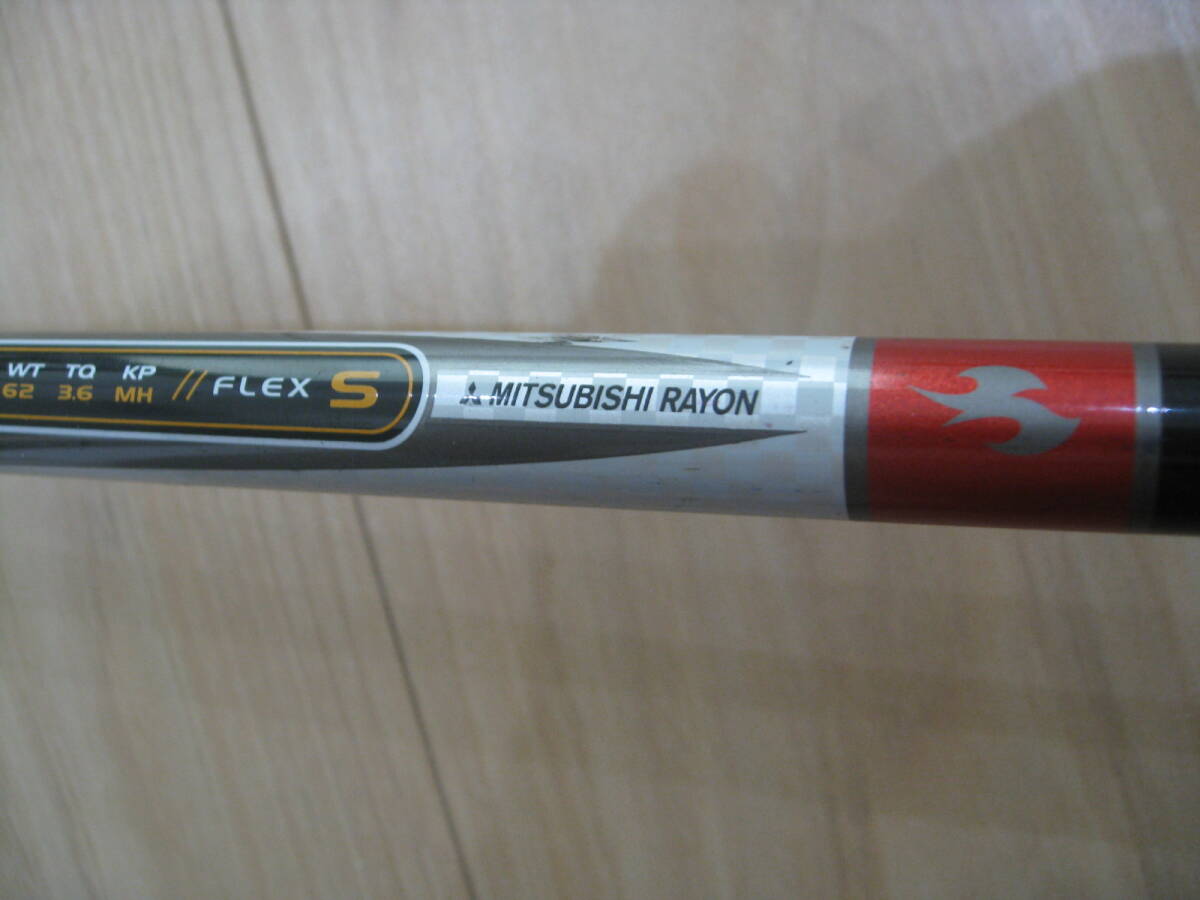 WT TQ KP
62 3.6 MH
// FLEX S
MITSUBISHI RAYON